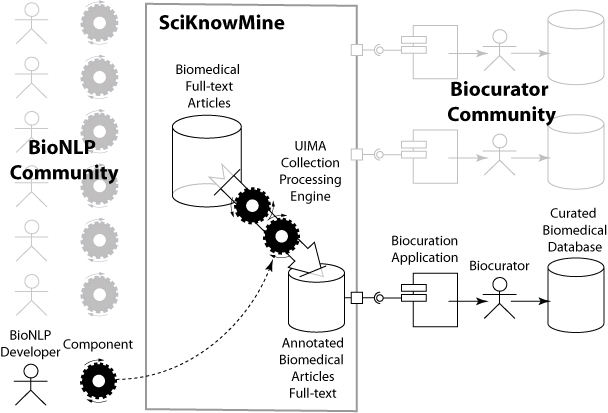 SciKnowMine
Biomedical
Full-text
Articles
UIMA
Collection
Processing
Engine
BioNLP
Community
Biocurator
Community
Curated
Biomedical
Database
Biocuration
Application
Biocurator
BioNLP
Developer
Component
Annotated
Biomedical
Articles
Full-text